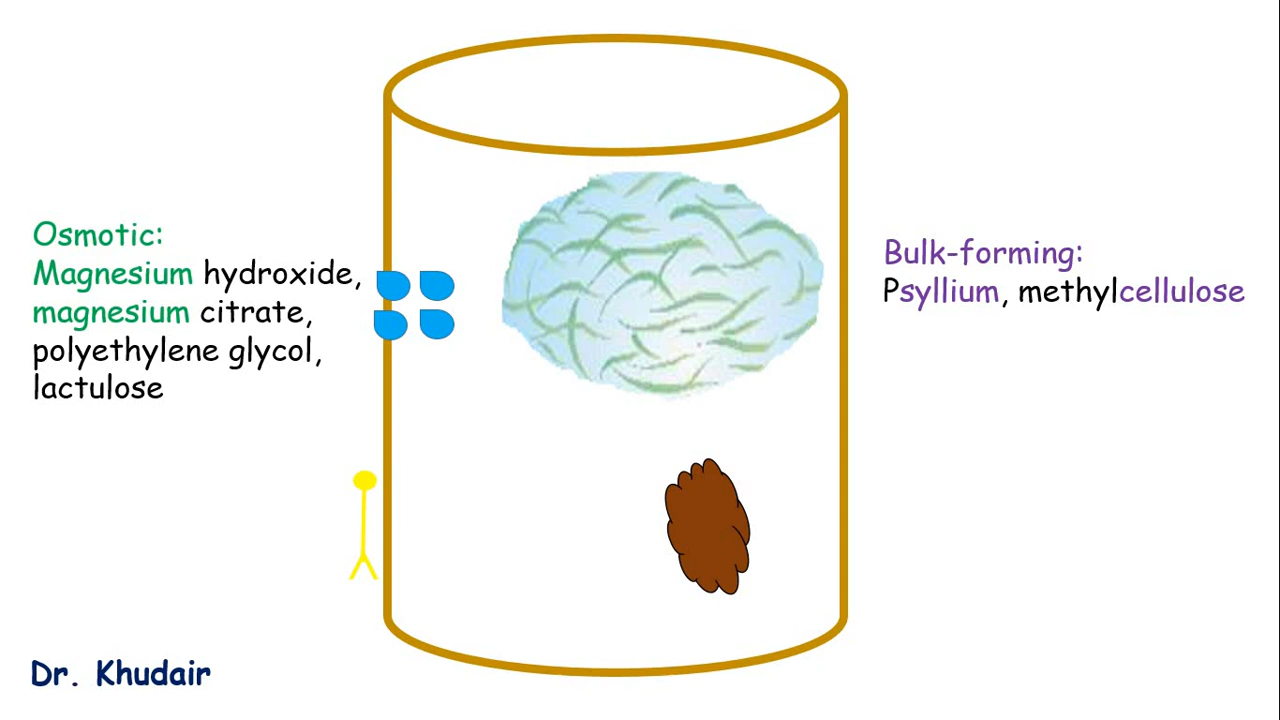 Osmotic:
Magnesium hydroxide,
magnesium citrate,
polyethylene glycol,
lactulose
Bulk-forming:
Psyllium, methylcellulose
Dr. Khudair